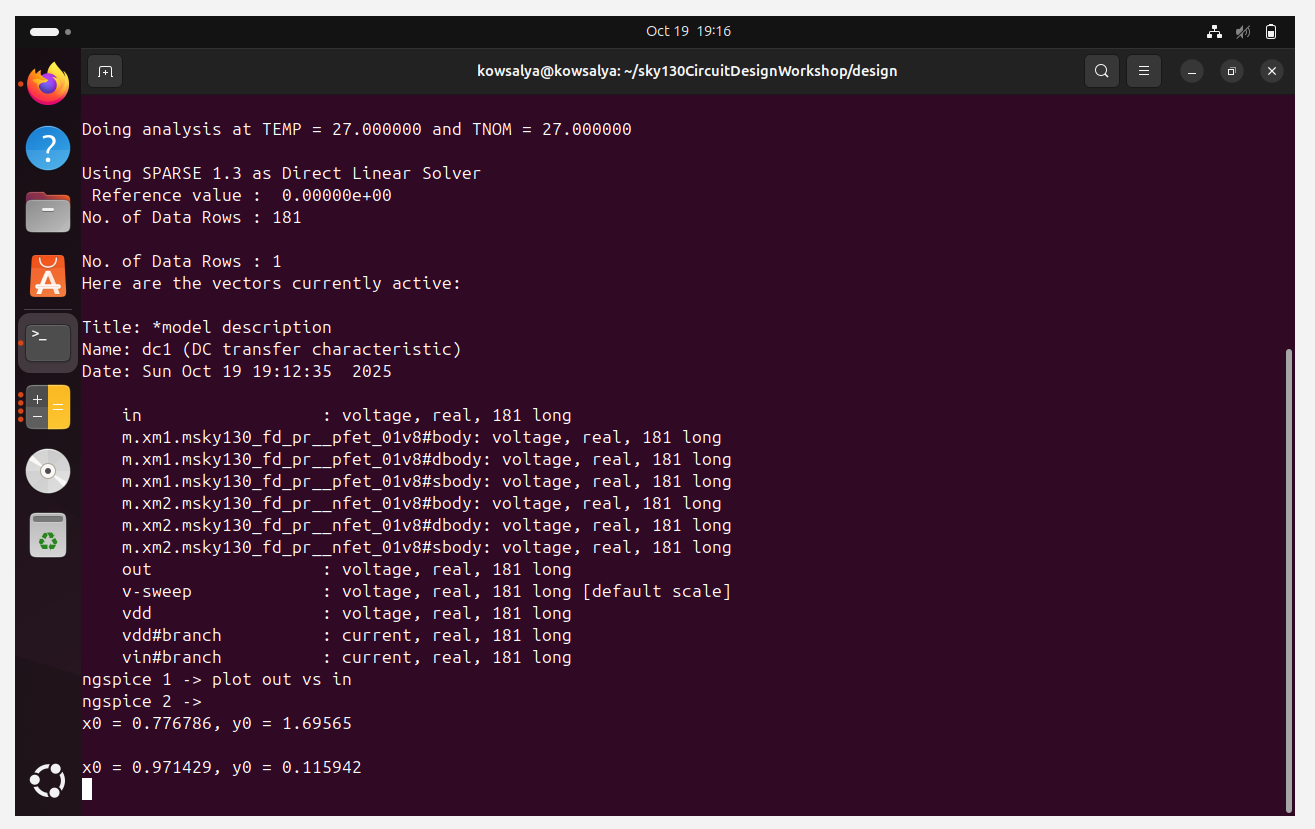 Oct 19 19:16
kowsalya@kowsalya: ~/sky130CircuitDesignWorkshop/design
Doing analysis at TEMP = 27.000000 and TNOM = 27.000000
Using SPARSE 1.3 as Direct Linear Solver
Reference value :  0.00000e+00
No. of Data Rows : 181
No. of Data Rows : 1
Here are the vectors currently active:
Title: *model description
Name: dc1 (DC transfer characteristic)
Date: Sun Oct 19 19:12:35  2025
in                  : voltage, real, 181 long
m.xm1.msky130_fd_pr__pfet_01v8#body: voltage, real, 181 long
m.xm1.msky130_fd_pr__pfet_01v8#dbody: voltage, real, 181 long
m.xm1.msky130_fd_pr__pfet_01v8#sbody: voltage, real, 181 long
m.xm2.msky130_fd_pr__nfet_01v8#body: voltage, real, 181 long
m.xm2.msky130_fd_pr__nfet_01v8#dbody: voltage, real, 181 long
m.xm2.msky130_fd_pr__nfet_01v8#sbody: voltage, real, 181 long
out                 : voltage, real, 181 long
v-sweep             : voltage, real, 181 long [default scale]
vdd                 : voltage, real, 181 long
vdd#branch          : current, real, 181 long
vin#branch          : current, real, 181 long
ngspice 1 -> plot out vs in
ngspice 2 ->
x0 = 0.776786, y0 = 1.69565
x0 = 0.971429, y0 = 0.115942